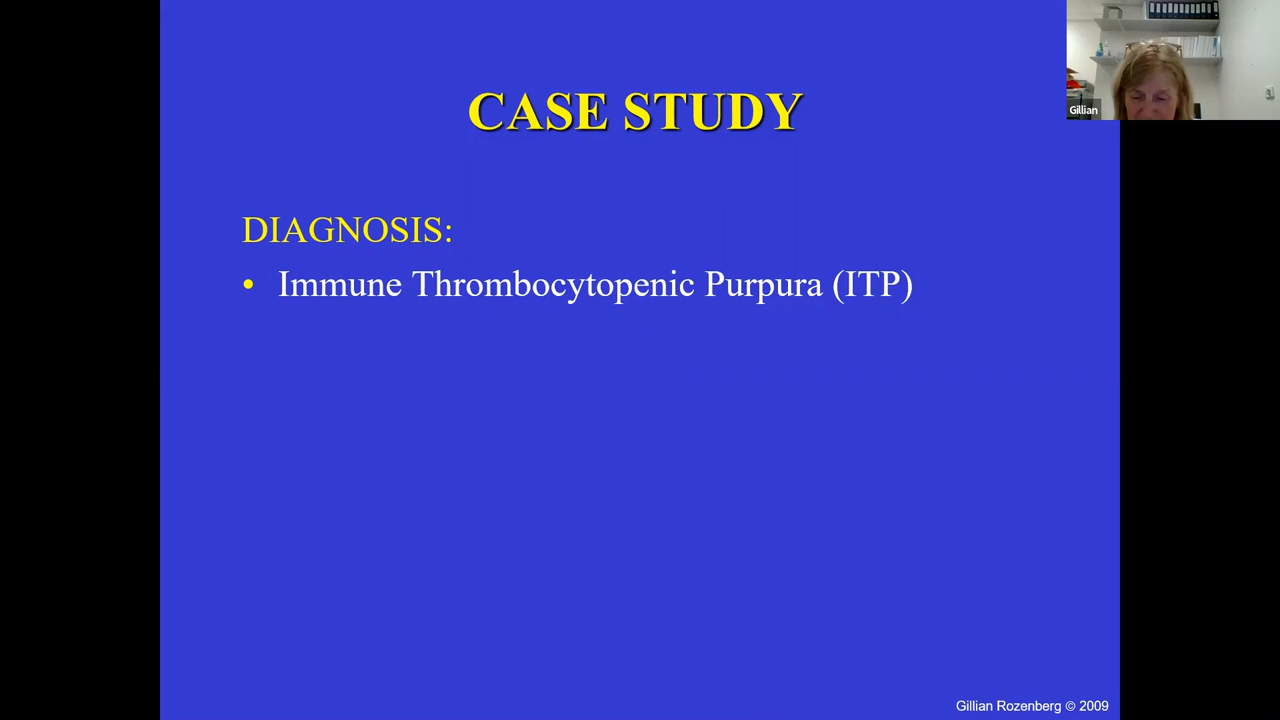 CASE STUDY
Gillian
DIAGNOSIS:
• Immune Thrombocytopenic Purpura (ITP)
Gillian Rozenberg © 2009